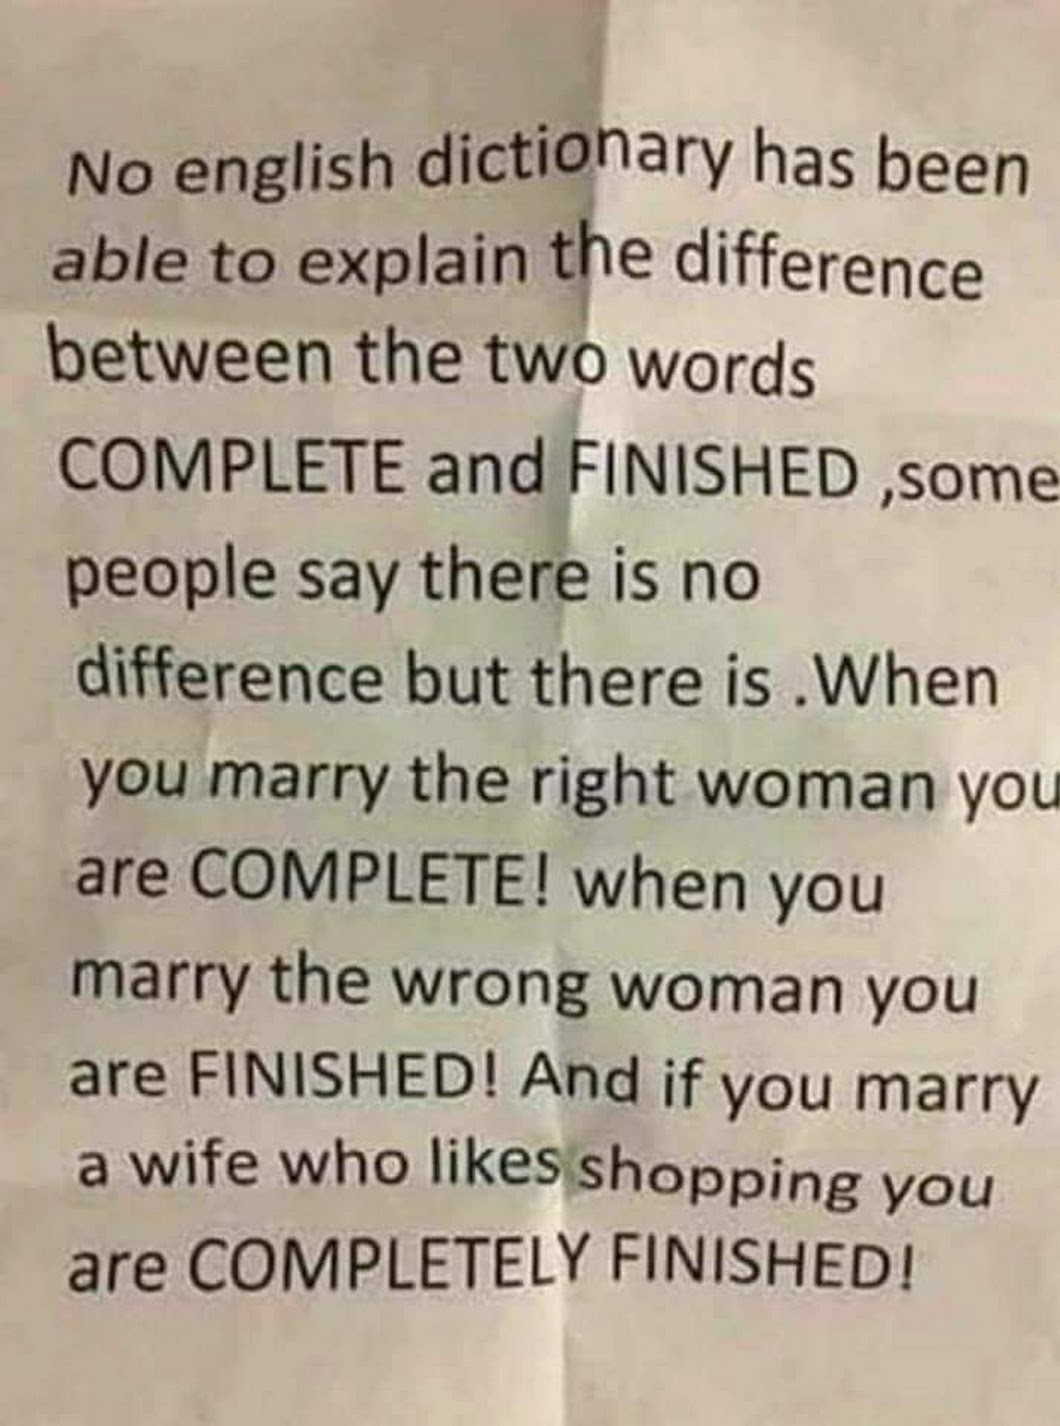 No english dictionary has been
able to explain the difference
between the two words
COMPLETE and FINISHED ,some
people say there is no
difference but there is .When
you marry the right woman you
are COMPLETE! when you
marry the wrong woman you
are FINISHED! And if you marry
a wife who likes shopping you
are COMPLETELY FINISHED!